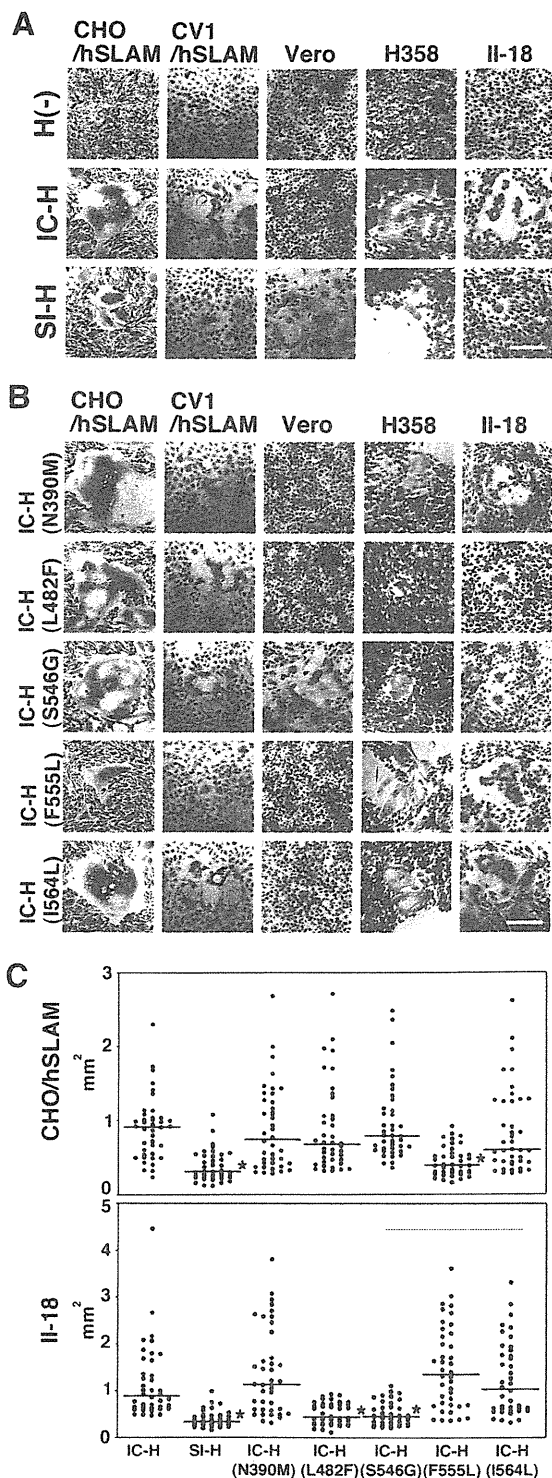 A
CHO
/hSLAM
CV1
/hSLAM
Vero
H358
II-18
H(-)
IC-H
SI-H
B
CHO
/hSLAM
CV1
/hSLAM
Vero
H358
II-18
IC-H
(N390M)
IC-H
(L482F)
IC-H
(S546G)
IC-H
(F555L)
IC-H
(I564L)
C
CHO/hSLAM
mm2
3
2
1
0
*
*
II-18
mm2
5
4
3
2
1
0
*
*
*
IC-H SI-H IC-H IC-H IC-H IC-H IC-H
(N390M) (L482F) (S546G) (F555L) (I564L)